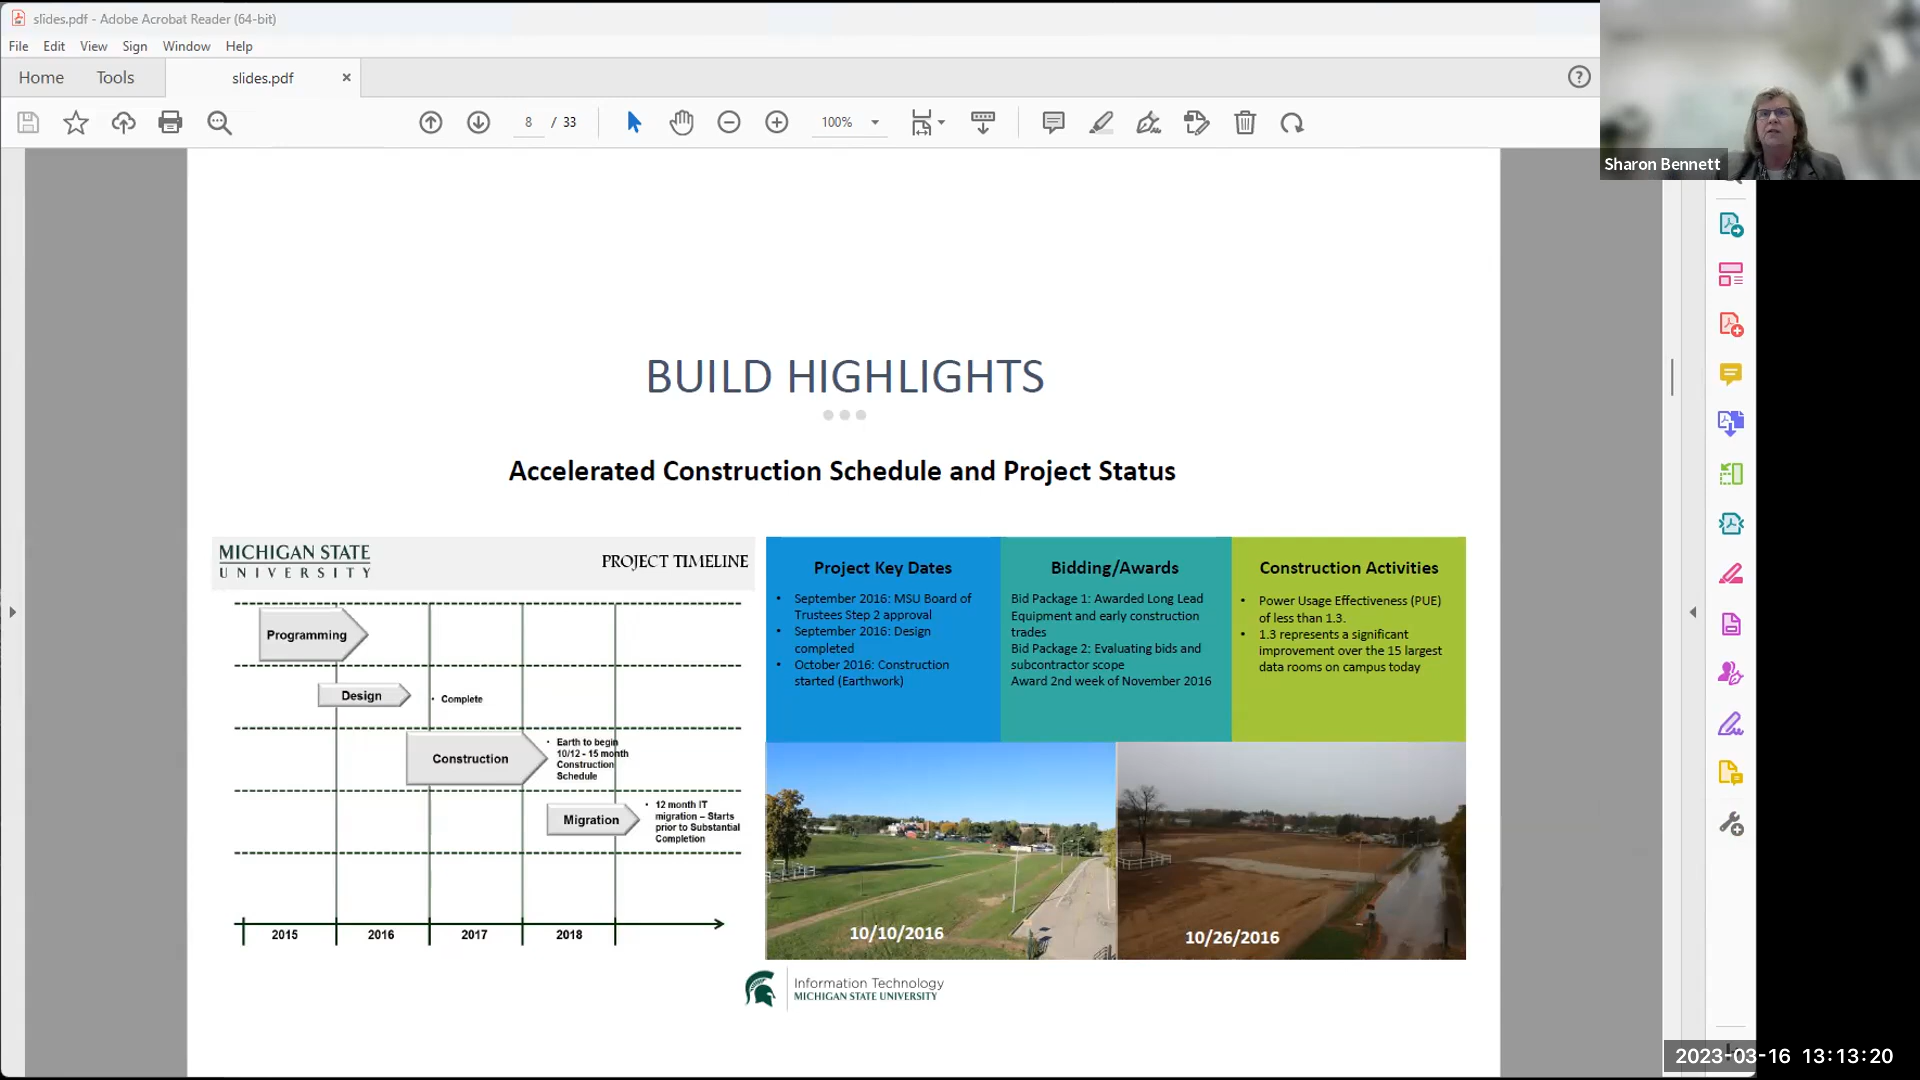 slides.pdf - Adobe Acrobat Reader (64-bit)
File Edit View Sign Window Help
Home Tools slides.pdf
8 / 33 100%
Sharon Bennett
BUILD HIGHLIGHTS
Accelerated Construction Schedule and Project Status
MICHIGAN STATE
UNIVERSITY
PROJECT TIMELINE
Programming
Design
• Complete
Construction
• Earth to begin
10/12 - 15 month
Construction
Schedule
Migration
• 12 month IT
migration – Starts
prior to Substantial
Completion
2015 2016 2017 2018
Project Key Dates
• September 2016: MSU Board of
Trustees Step 2 approval
• September 2016: Design
completed
• October 2016: Construction
started (Earthwork)
Bidding/Awards
Bid Package 1: Awarded Long Lead
Equipment and early construction
trades
Bid Package 2: Evaluating bids and
subcontractor scope
Award 2nd week of November 2016
Construction Activities
• Power Usage Effectiveness (PUE)
of less than 1.3.
• 1.3 represents a significant
improvement over the 15 largest
data rooms on campus today
10/10/2016
10/26/2016
Information Technology
MICHIGAN STATE UNIVERSITY
2023-03-16 13:13:20